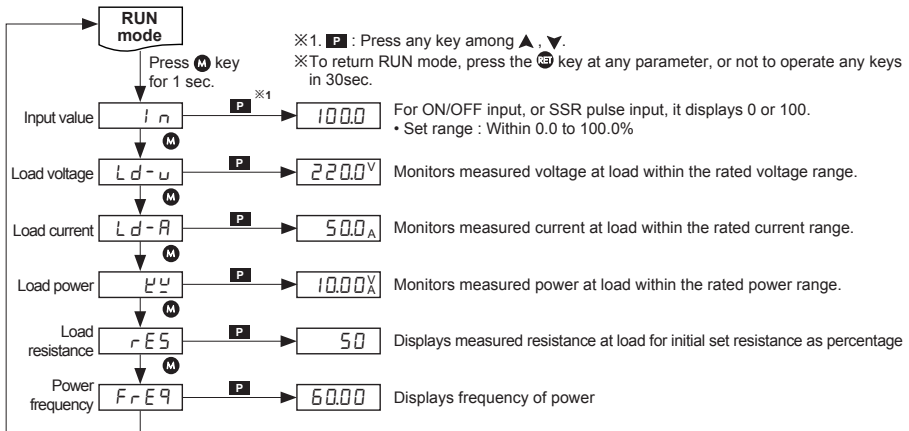 RUN
mode
Press M key
for 1 sec.
※1. P : Press any key among ▲, ▼.
※To return RUN mode, press the RET key at any parameter, or not to operate any keys
in 30sec.
Input value In P ※1 100.0 For ON/OFF input, or SSR pulse input, it displays 0 or 100.
• Set range : Within 0.0 to 100.0%
M
Load voltage Ld-u P 220.0 V Monitors measured voltage at load within the rated voltage range.
M
Load current Ld-A P 50.0 A Monitors measured current at load within the rated current range.
M
Load power P 10.00 V A Monitors measured power at load within the rated power range.
M
Load
resistance rES P 50 Displays measured resistance at load for initial set resistance as percentage
M
Power
frequency FrEq P 60.00 Displays frequency of power